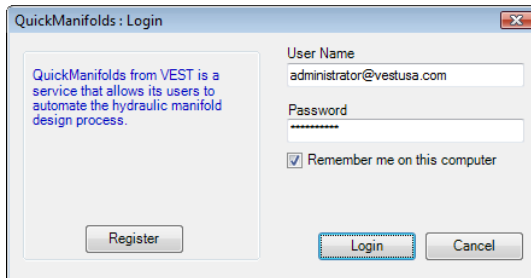 QuickManifolds : Login
QuickManifolds from VEST is a
service that allows its users to
automate the hydraulic manifold
design process.
Register
User Name
administrator@vestusa.com
Password
**********
Remember me on this computer
Login
Cancel